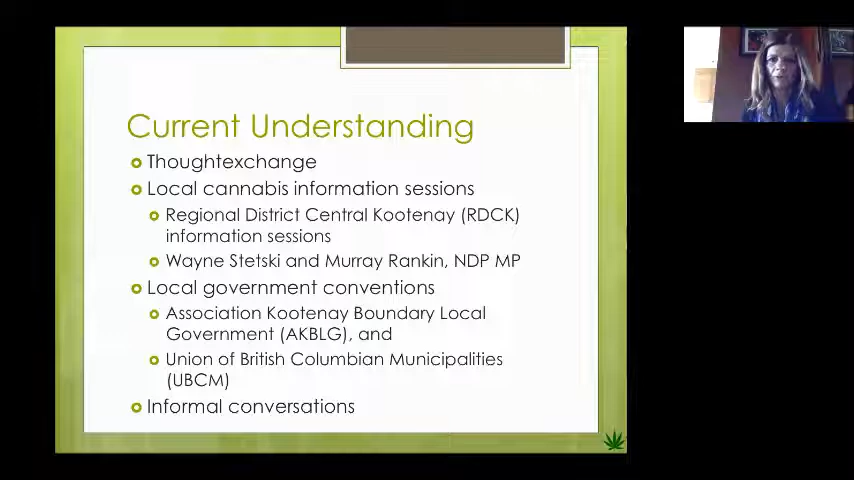 Current Understanding
Thoughtexchange
Local cannabis information sessions
Regional District Central Kootenay (RDCK)
information sessions
Wayne Stetski and Murray Rankin, NDP MP
Local government conventions
Association Kootenay Boundary Local
Government (AKBLG), and
Union of British Columbian Municipalities
(UBCM)
Informal conversations